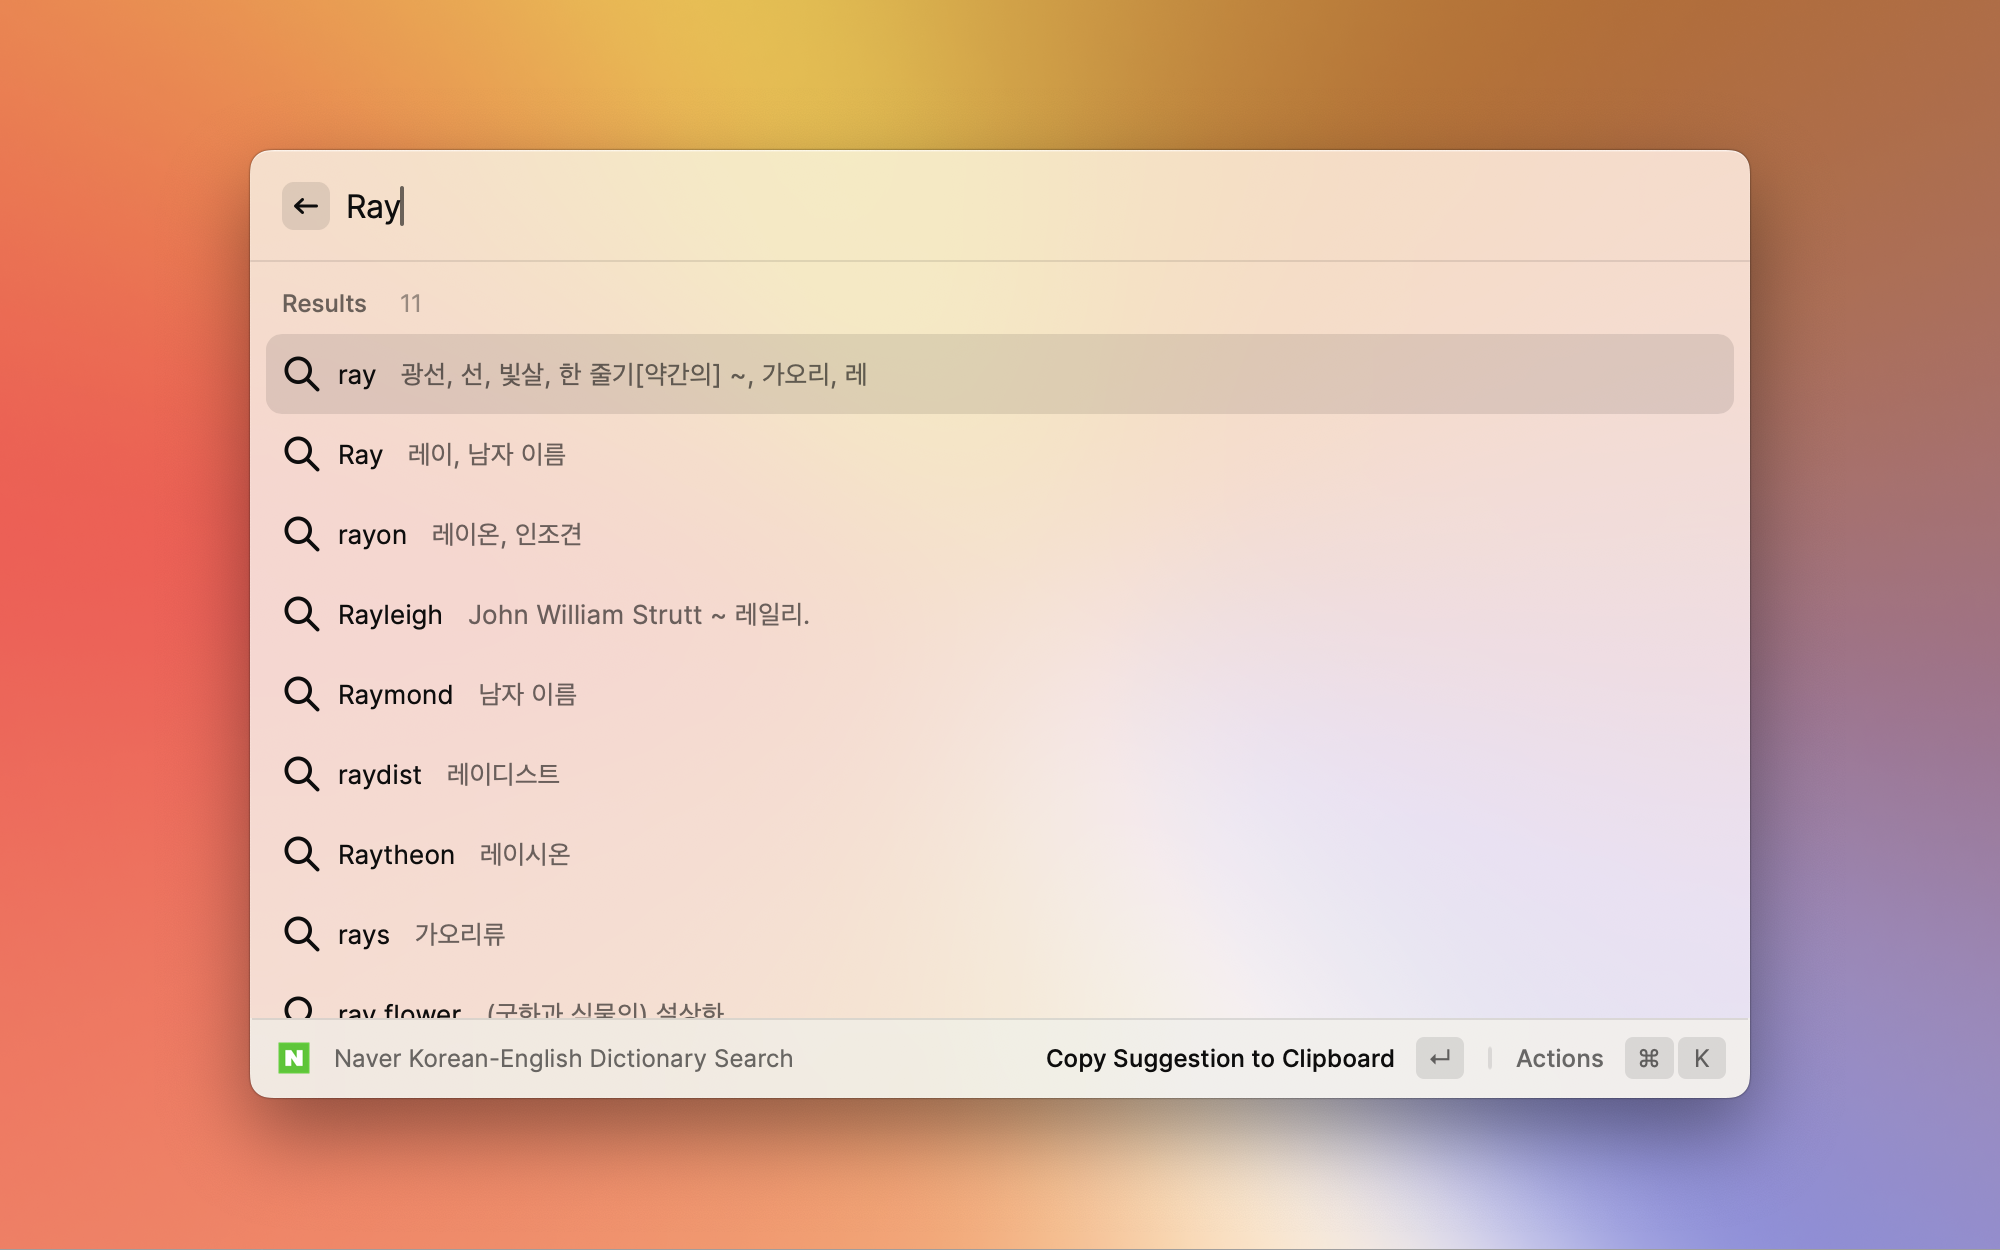 Ray
Results 11
ray 광선, 선, 빛살, 한 줄기[약간의] ~, 가오리, 레
Ray 레이, 남자 이름
rayon 레이온, 인조견
Rayleigh John William Strutt ~ 레일리.
Raymond 남자 이름
raydist 레이디스트
Raytheon 레이시온
rays 가오리류
ray flower (국화과 식물의) 설상화
N Naver Korean-English Dictionary Search Copy Suggestion to Clipboard ↵ | Actions ⌘ K